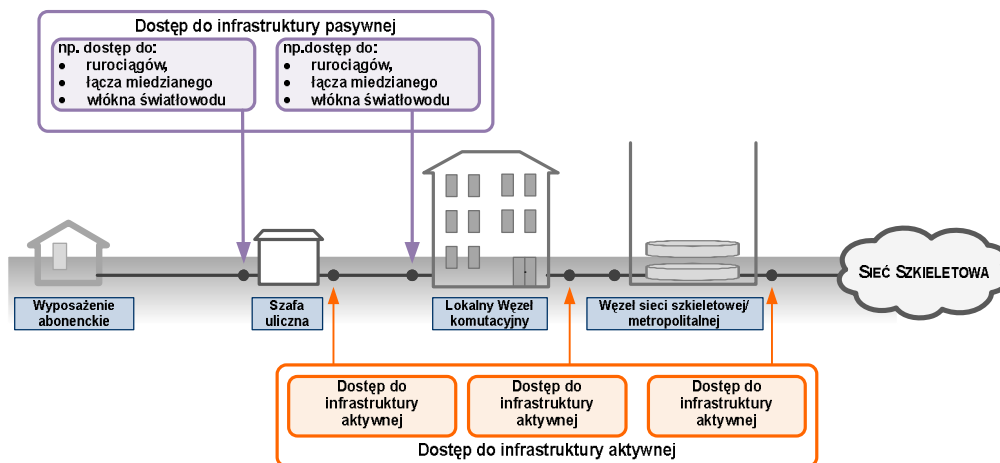 Dostęp do infrastruktury pasywnej
np. dostęp do:
• rurociągów,
• łącza miedzianego
• włókna światłowodu
np.dostęp do:
• rurociągów,
• łącza miedzianego
• włókna światłowodu
SIEĆ SZKIELETOWA
Wyposażenie
abonenckie
Szafa
uliczna
Lokalny Węzeł
komutacyjny
Węzeł sieci szkieletowej/
metropolitalnej
Dostęp do
infrastruktury
aktywnej
Dostęp do
infrastruktury
aktywnej
Dostęp do
infrastruktury
aktywnej
Dostęp do infrastruktury aktywnej